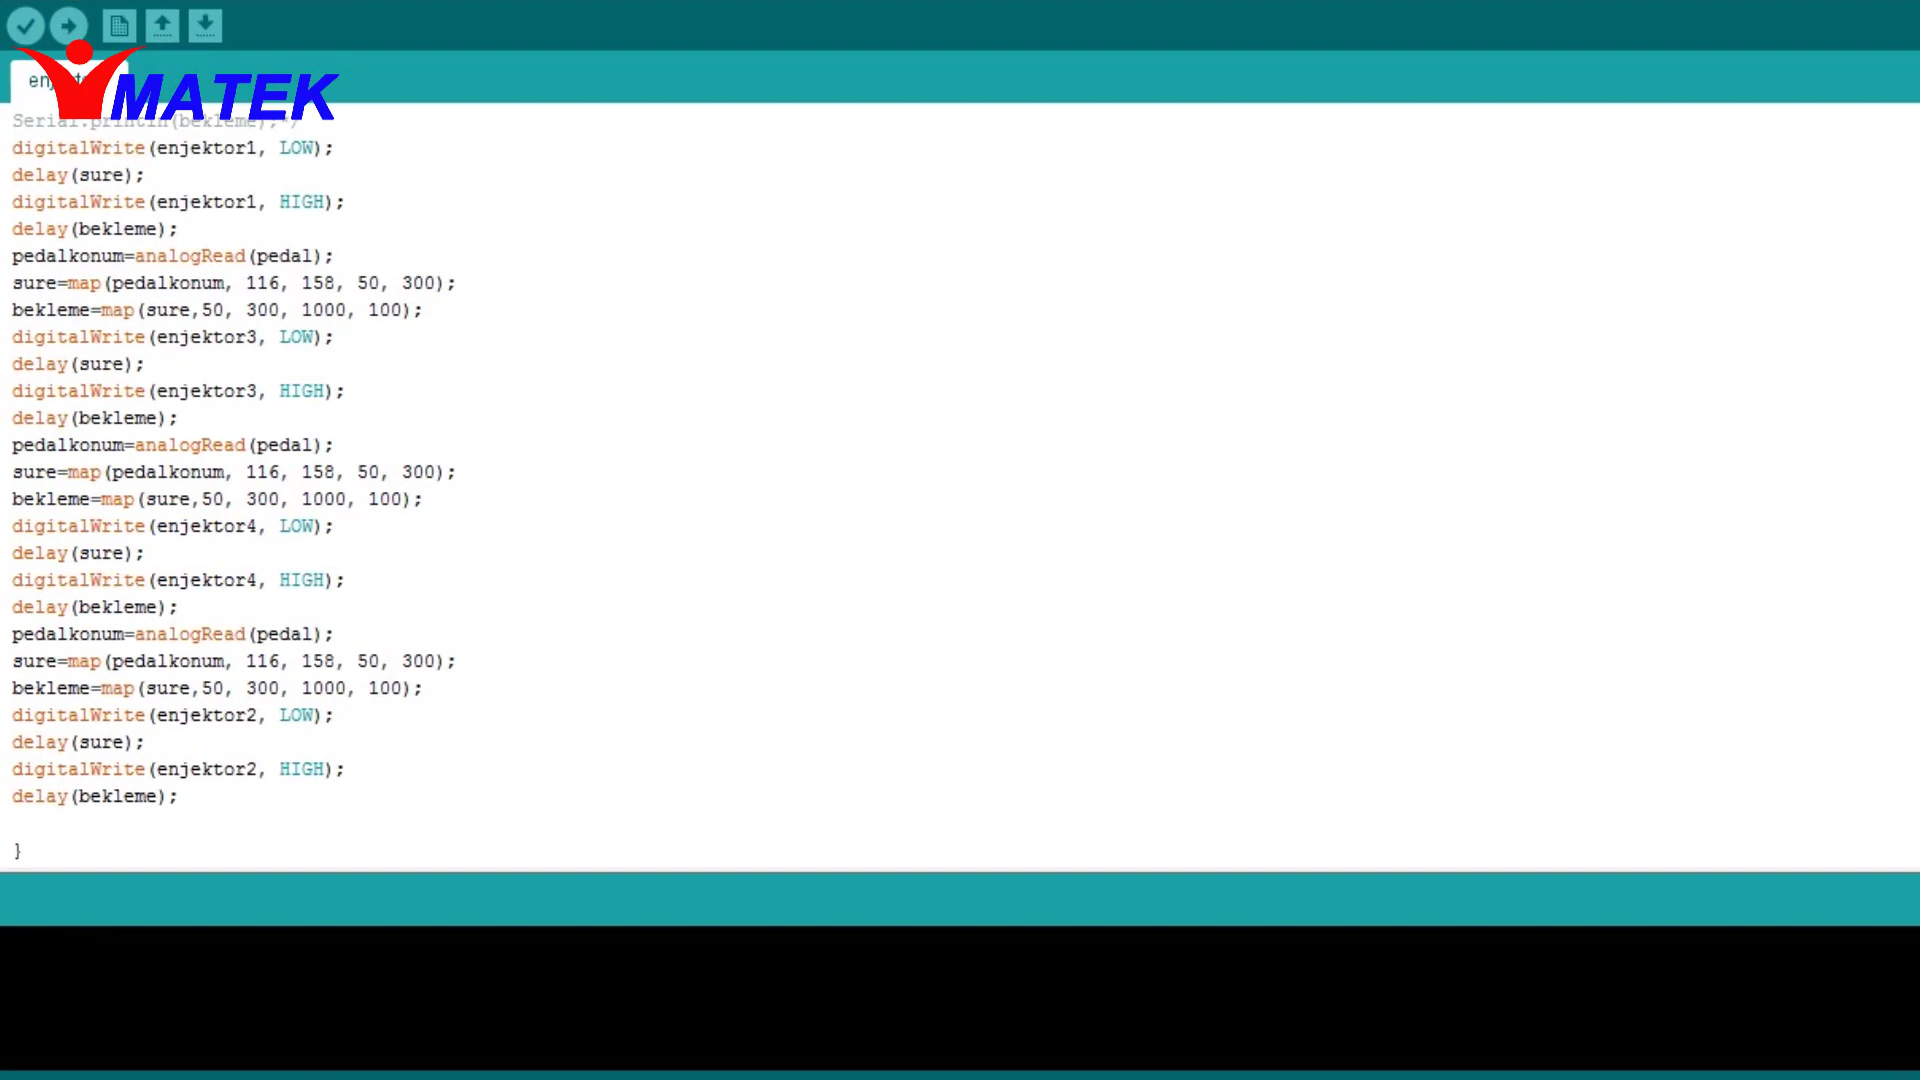 MATEK
Serial.println(bekleme);*/
digitalWrite(enjektor1, LOW);
delay(sure);
digitalWrite(enjektor1, HIGH);
delay(bekleme);
pedalkonum=analogRead(pedal);
sure=map(pedalkonum, 116, 158, 50, 300);
bekleme=map(sure,50, 300, 1000, 100);
digitalWrite(enjektor3, LOW);
delay(sure);
digitalWrite(enjektor3, HIGH);
delay(bekleme);
pedalkonum=analogRead(pedal);
sure=map(pedalkonum, 116, 158, 50, 300);
bekleme=map(sure,50, 300, 1000, 100);
digitalWrite(enjektor4, LOW);
delay(sure);
digitalWrite(enjektor4, HIGH);
delay(bekleme);
pedalkonum=analogRead(pedal);
sure=map(pedalkonum, 116, 158, 50, 300);
bekleme=map(sure,50, 300, 1000, 100);
digitalWrite(enjektor2, LOW);
delay(sure);
digitalWrite(enjektor2, HIGH);
delay(bekleme);
}